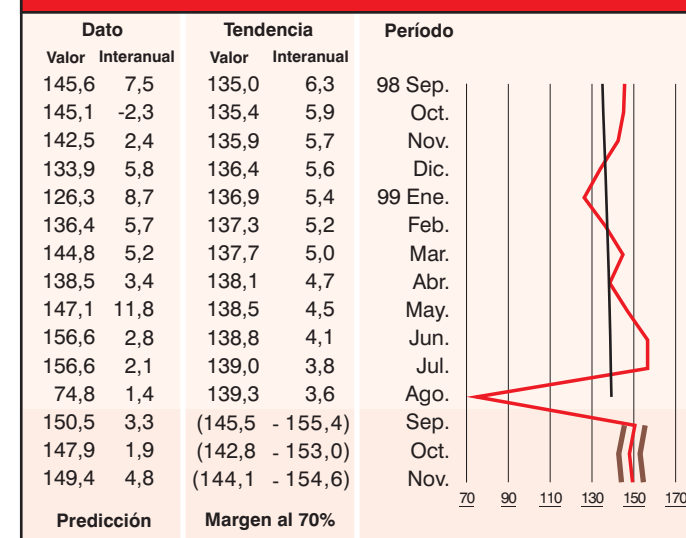 Dato Tendencia Período
Valor Interanual Valor Interanual
145,6 7,5 135,0 6,3 98 Sep.
145,1 -2,3 135,4 5,9 Oct.
142,5 2,4 135,9 5,7 Nov.
133,9 5,8 136,4 5,6 Dic.
126,3 8,7 136,9 5,4 99 Ene.
136,4 5,7 137,3 5,2 Feb.
144,8 5,2 137,7 5,0 Mar.
138,5 3,4 138,1 4,7 Abr.
147,1 11,8 138,5 4,5 May.
156,6 2,8 138,8 4,1 Jun.
156,6 2,1 139,0 3,8 Jul.
74,8 1,4 139,3 3,6 Ago.
150,5 3,3 (145,5 - 155,4) Sep.
147,9 1,9 (142,8 - 153,0) Oct.
149,4 4,8 (144,1 - 154,6) Nov.
70 90 110 130 150 170
Predicción Margen al 70%